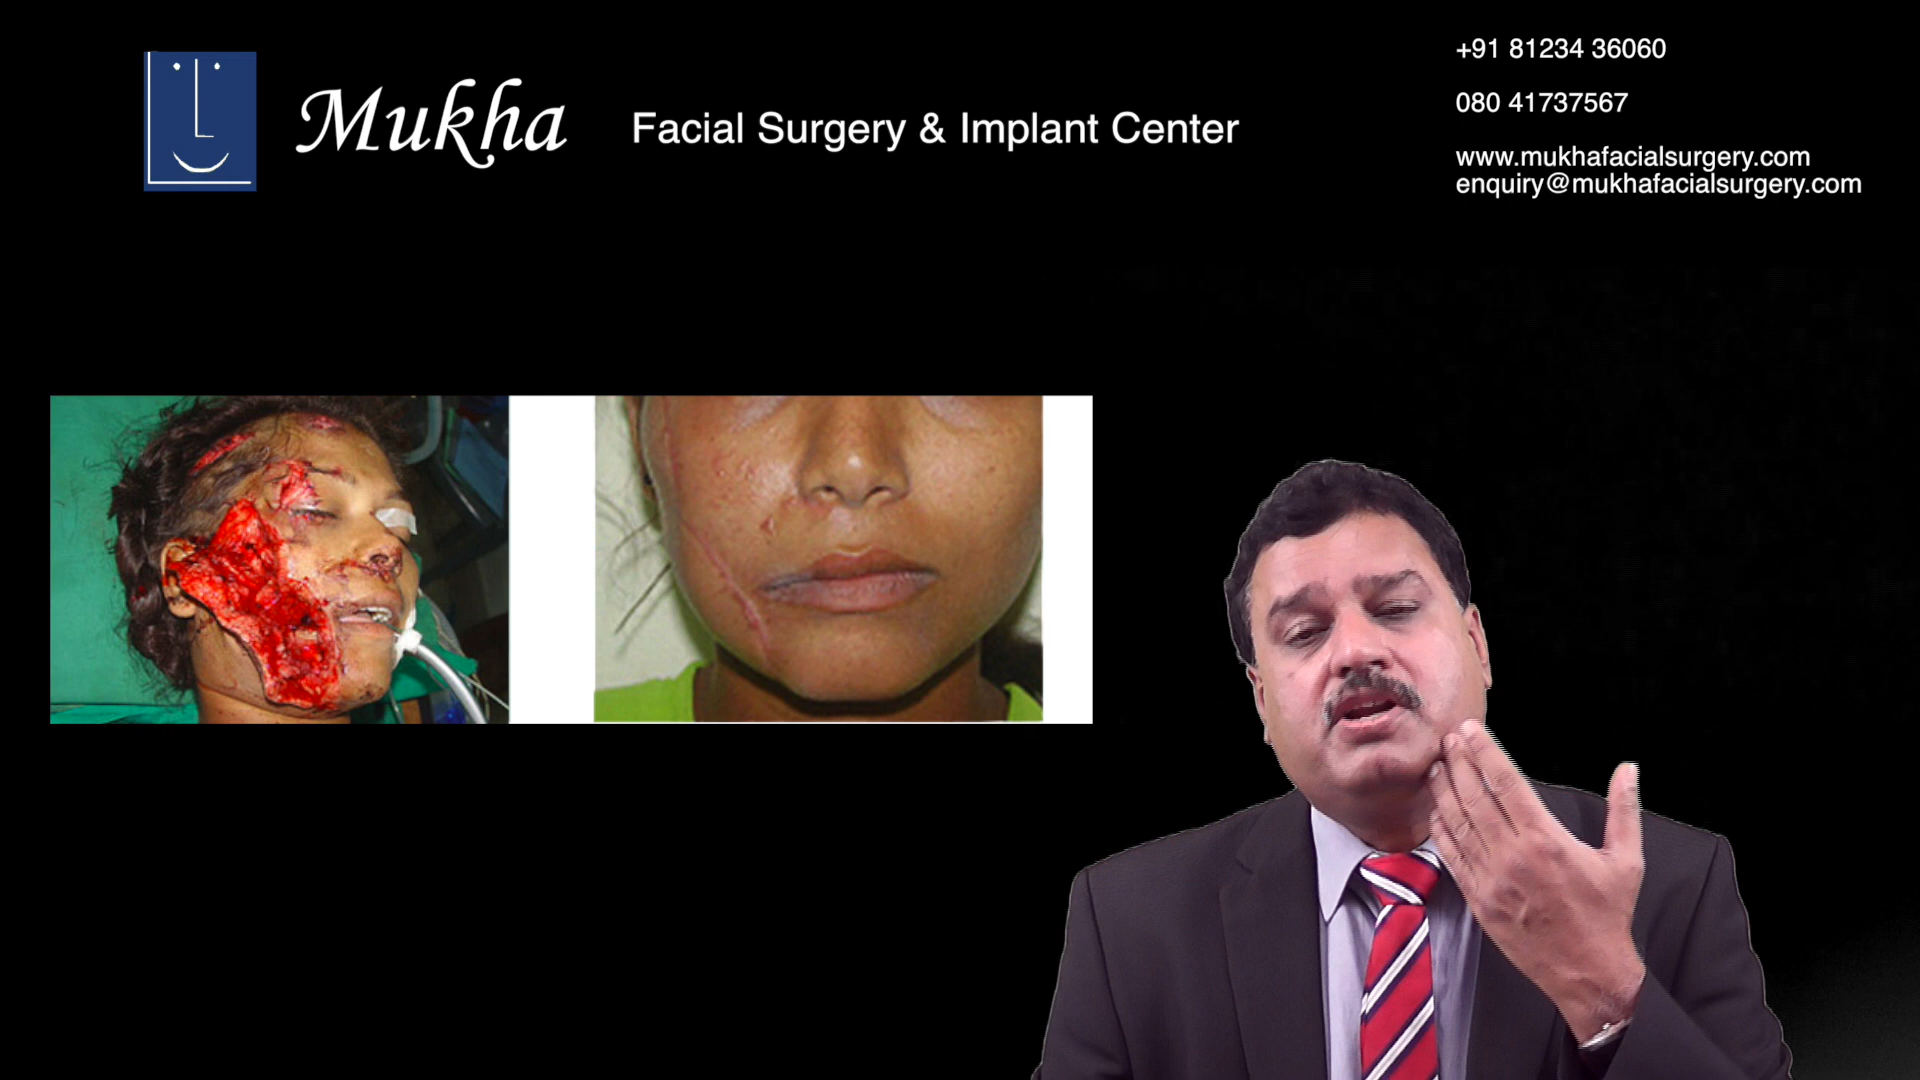 Mukha
Facial Surgery & Implant Center
+91 81234 36060
080 41737567
www.mukhafacialsurgery.com
enquiry@mukhafacialsurgery.com